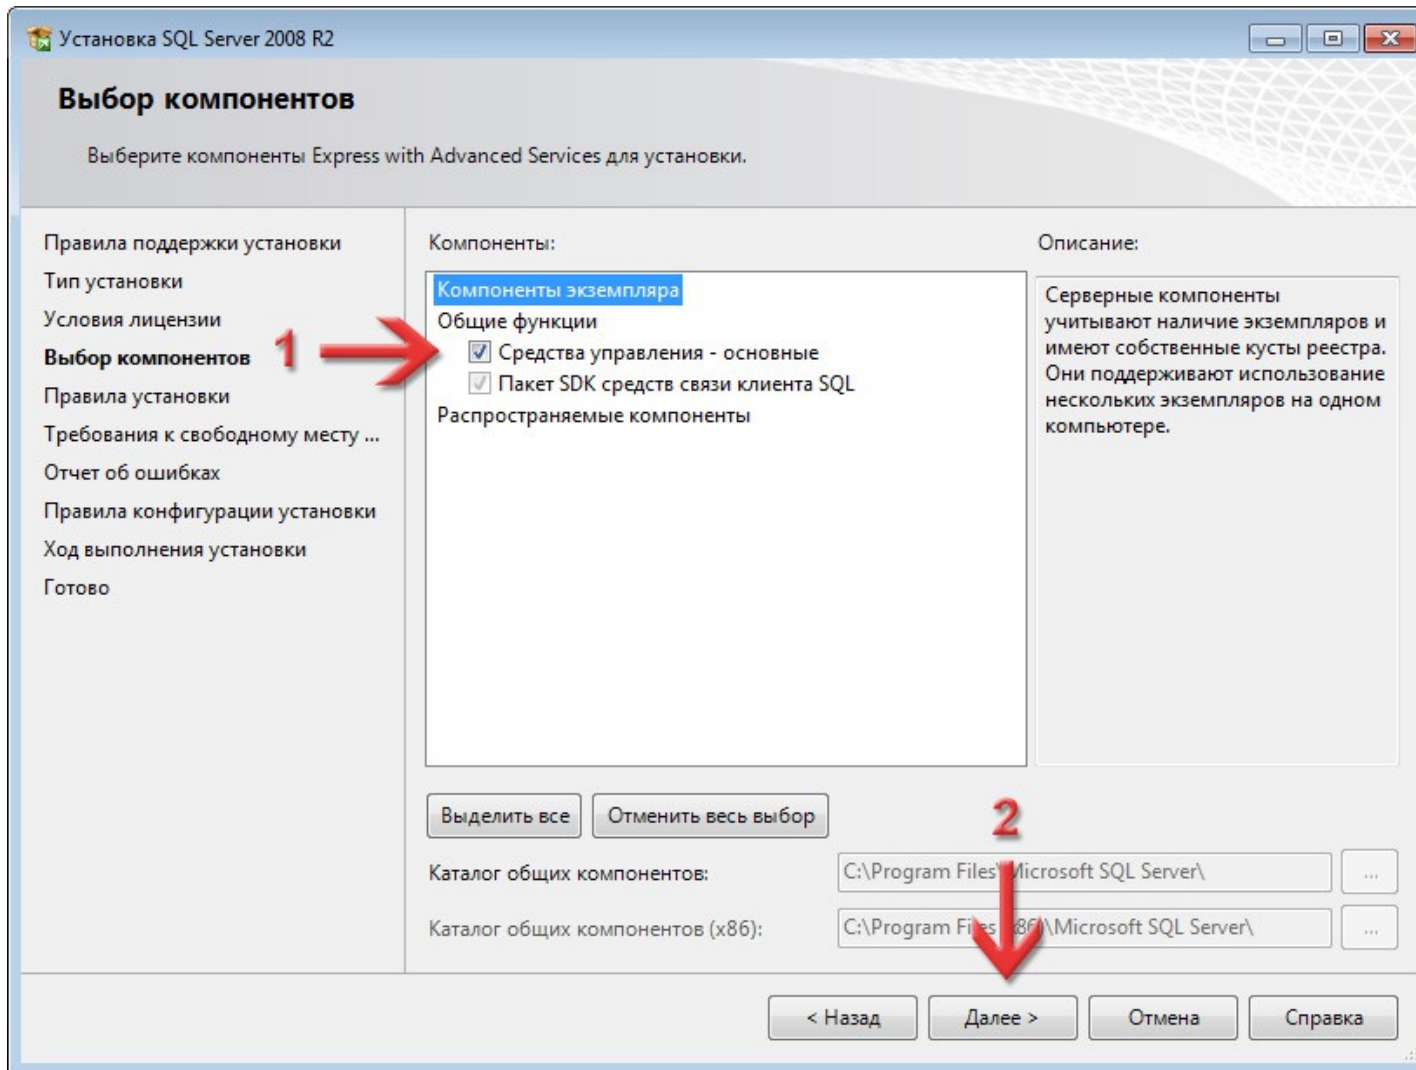 Установка SQL Server 2008 R2
Выбор компонентов
Выберите компоненты Express with Advanced Services для установки.
Правила поддержки установки
Тип установки
Условия лицензии
Выбор компонентов
Правила установки
Требования к свободному месту ...
Отчет об ошибках
Правила конфигурации установки
Ход выполнения установки
Готово
1
Компоненты:
Компоненты экземпляра
Общие функции
Средства управления - основные
Пакет SDK средств связи клиента SQL
Распространяемые компоненты
Описание:
Серверные компоненты
учитывают наличие экземпляров и
имеют собственные кусты реестра.
Они поддерживают использование
нескольких экземпляров на одном
компьютере.
Выделить все
Отменить весь выбор
2
Каталог общих компонентов:
C:\Program Files\Microsoft SQL Server\
...
Каталог общих компонентов (x86):
C:\Program Files (x86)\Microsoft SQL Server\
...
< Назад
Далее >
Отмена
Справка